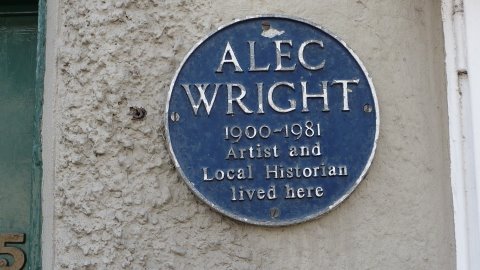 ALEC
WRIGHT
1900-1981
Artist and
Local Historian
lived here
5